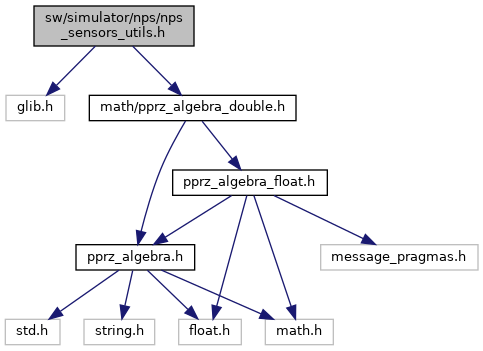 sw/simulator/nps/nps
_sensors_utils.h
glib.h
math/pprz_algebra_double.h
pprz_algebra_float.h
pprz_algebra.h
message_pragmas.h
std.h
string.h
float.h
math.h